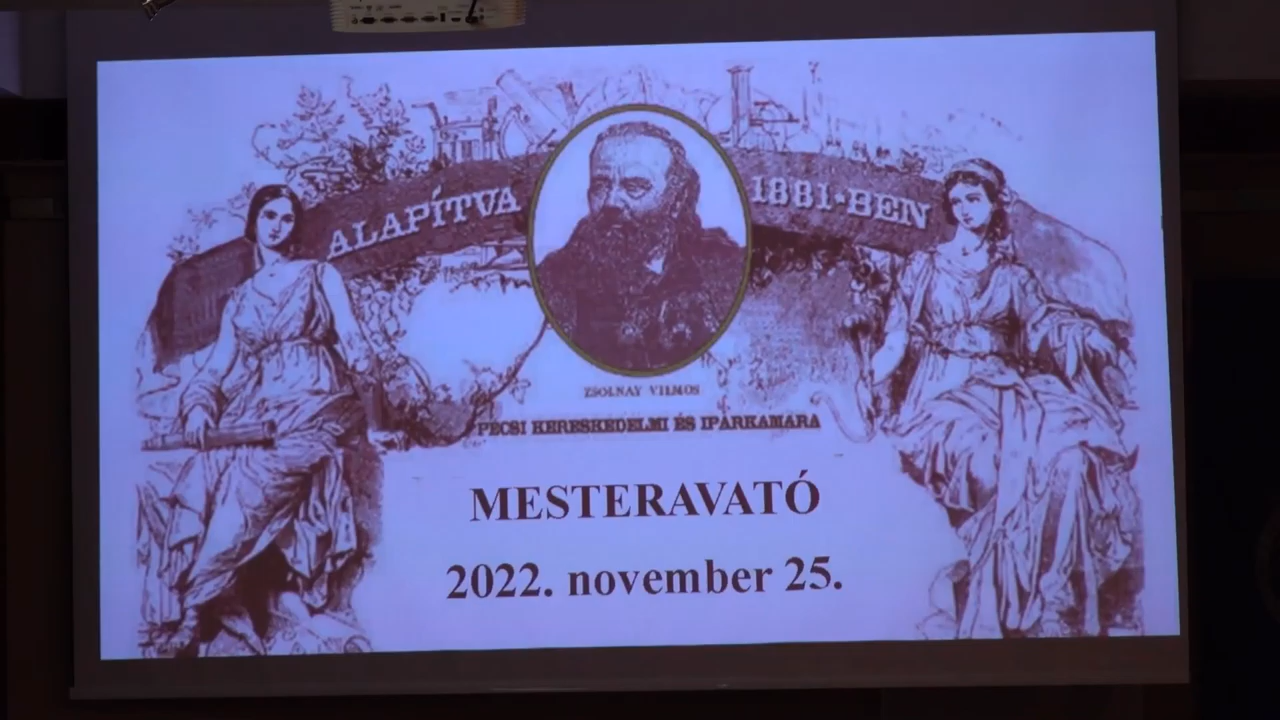 ALAPÍTVA 1881-BEN
ZSOLNAY VILMOS
PÉCSI KERESKEDELMI ÉS IPARKAMARA
MESTERAVATÓ
2022. november 25.